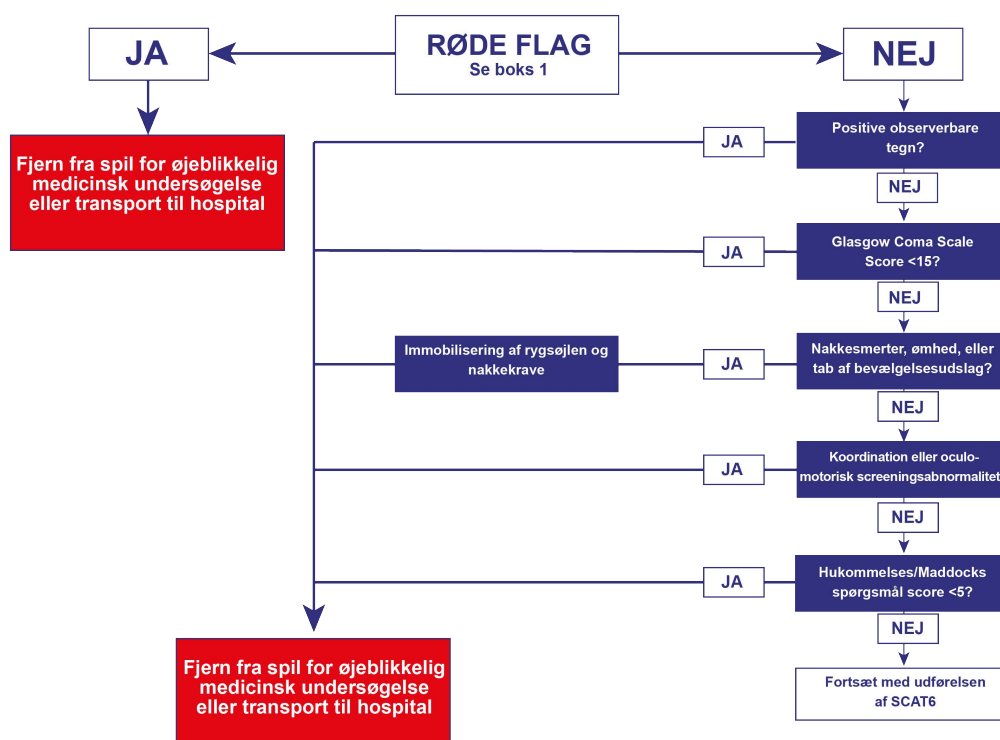 RØDE FLAG
Se boks 1
JA
NEJ
Fjern fra spil for øjeblikkelig
medicinsk undersøgelse
eller transport til hospital
Positive observerbare
tegn?
JA
NEJ
Glasgow Coma Scale
Score <15?
JA
NEJ
Nakkesmerter, ømhed, eller
tab af bevælgelsesudslag?
JA
Immobilisering af rygsøjlen og
nakkekrave
NEJ
Koordination eller oculo-
motorisk screeningsabnormalitet
JA
NEJ
Hukommelses/Maddocks
spørgsmål score <5?
JA
NEJ
Fjern fra spil for øjeblikkelig
medicinsk undersøgelse
eller transport til hospital
Fortsæt med udførelsen
af SCAT6